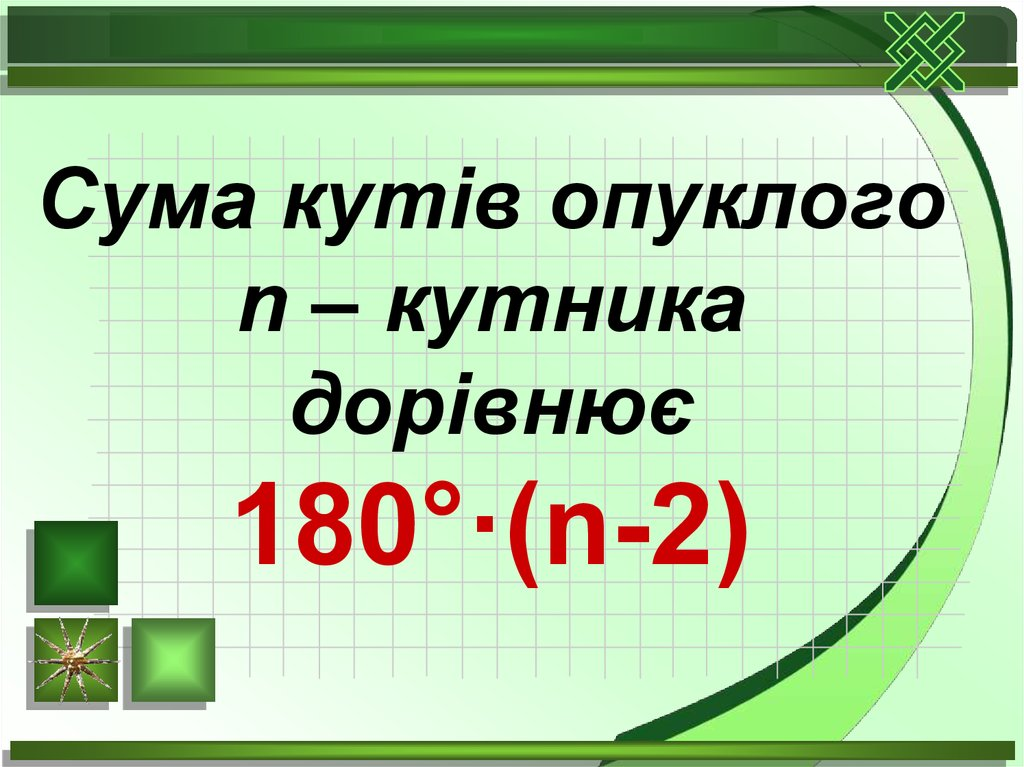 Сума кутів опуклого
n – кутника
дорівнює
180°·(n-2)